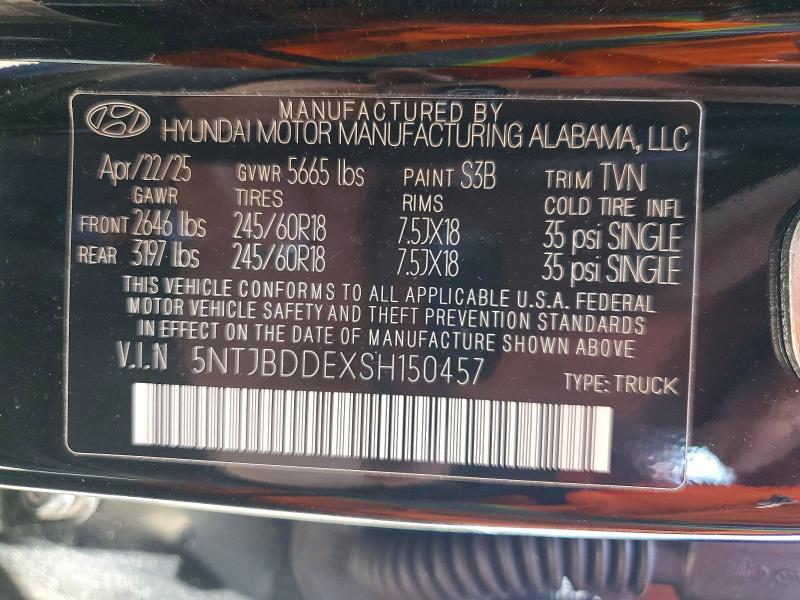 MANUFACTURED BY
HYUNDAI MOTOR MANUFACTURING ALABAMA, LLC
Apr/22/25 GVWR 5665 lbs PAINT S3B TRIM TVN
GAWR TIRES RIMS COLD TIRE INFL
FRONT 2646 lbs 245/60R18 7.5JX18 35 psi SINGLE
REAR 3197 lbs 245/60R18 7.5JX18 35 psi SINGLE
THIS VEHICLE CONFORMS TO ALL APPLICABLE U.S.A. FEDERAL
MOTOR VEHICLE SAFETY AND THEFT PREVENTION STANDARDS
IN EFFECT ON THE DATE OF MANUFACTURE SHOWN ABOVE
V.I.N 5NTJBDDEXSH150457 TYPE: TRUCK